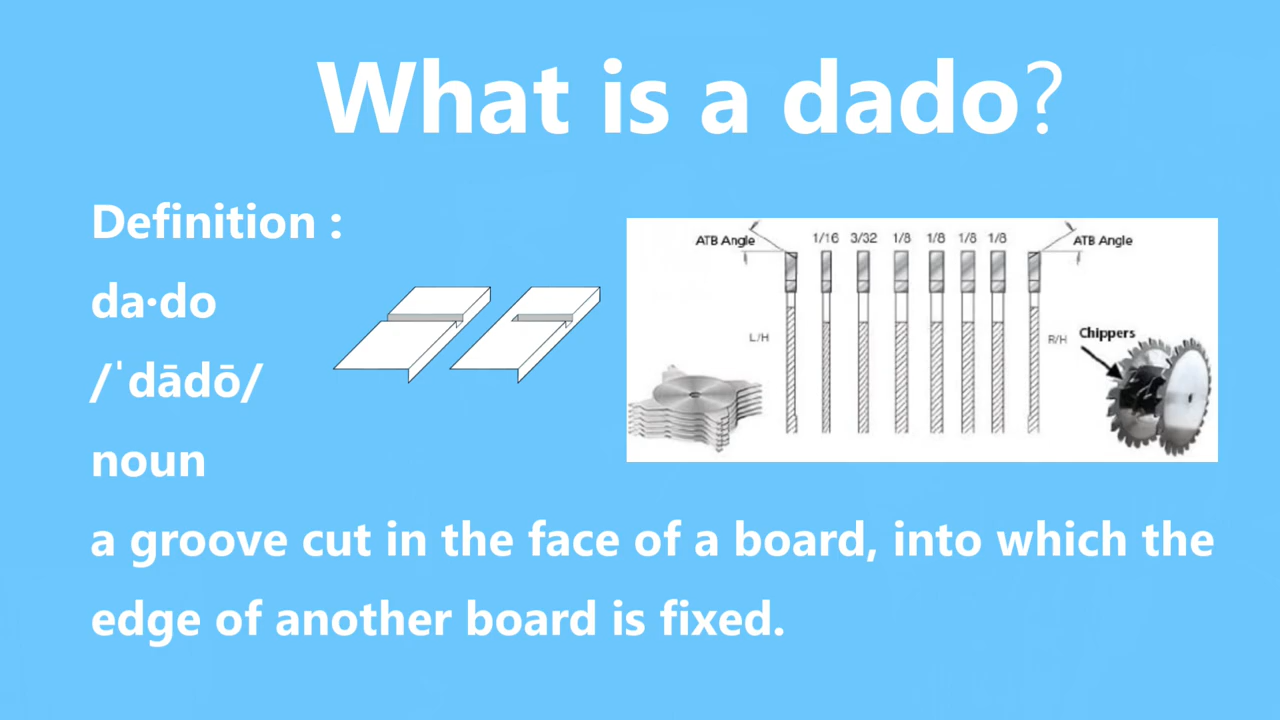 What is a dado?
Definition :
da·do
/ˈdādō/
noun
a groove cut in the face of a board, into which the
edge of another board is fixed.
ATB Angle 1/16 3/32 1/8 1/8 1/8 1/8 ATB Angle
L/H R/H
Chippers